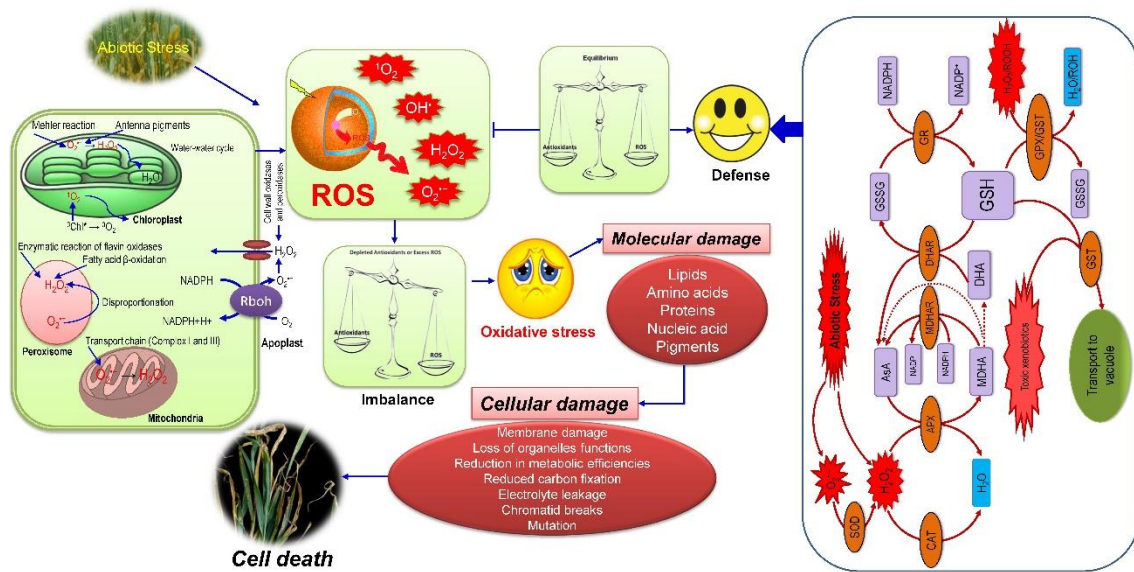 Abiotic Stress
Mehler reaction
Antenna pigments
Water-water cycle
O₂•− → H₂O₂
H₂O
¹O₂
³Chl* → ³O₂
Chloroplast
Cell wall oxidases
and peroxidases
Enzymatic reaction of flavin oxidases
Fatty acid β-oxidation
H₂O₂
Disproportionation
O₂•−
Peroxisome
NADPH
NADPH+H+
Rboh
H₂O₂
O₂•−
O₂
Apoplast
Transport chain (Complex I and III)
O₂•− → H₂O₂
Mitochondria
ROS
ROS
¹O₂
OH•
H₂O₂
O₂•−
Equilibrium
Antioxidants
ROS
Defense
Depleted Antioxidants or Excess ROS
Antioxidants
ROS
Imbalance
Oxidative stress
Molecular damage
Lipids
Amino acids
Proteins
Nucleic acid
Pigments
Cellular damage
Membrane damage
Loss of organelles functions
Reduction in metabolic efficiencies
Reduced carbon fixation
Electrolyte leakage
Chromatid breaks
Mutation
Cell death
NADPH
NADP⁺
H₂O₂/ROOH
H₂O/ROH
GR
GPX/GST
GSSG
GSH
GSSG
DHAR
GST
DHA
MDHAR
Abiotic Stress
Toxic xenobiotics
Transport to
vacuole
AsA
NADP
NADPH
MDHA
APX
O₂•−
H₂O₂
H₂O
SOD
CAT